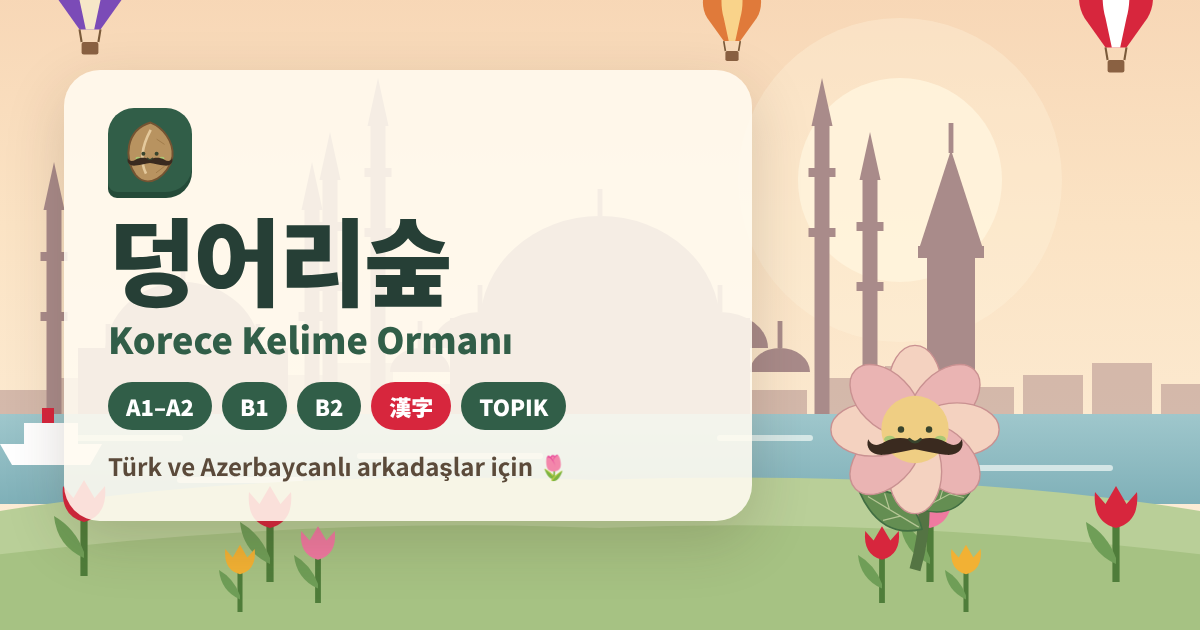 덩어리숲
Korece Kelime Ormanı
A1–A2 B1 B2 漢字 TOPIK
Türk ve Azerbaycanlı arkadaşlar için 🌷